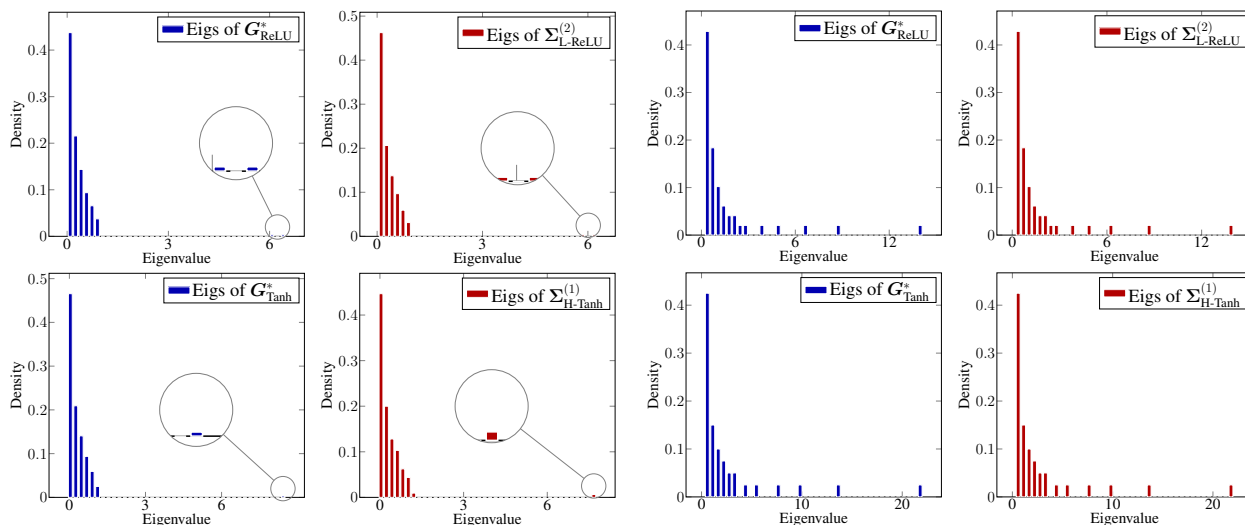 Eigs of G*ReLU
Density
0.4
0.3
0.2
0.1
0
0 3 6
Eigenvalue
Eigs of Σ(2)L-ReLU
Density
0.5
0.4
0.3
0.2
0.1
0
0 3 6
Eigenvalue
Eigs of G*ReLU
Density
0.4
0.3
0.2
0.1
0
0 6 12
Eigenvalue
Eigs of Σ(2)L-ReLU
Density
0.4
0.3
0.2
0.1
0
0 6 12
Eigenvalue
Eigs of G*Tanh
Density
0.5
0.4
0.3
0.2
0.1
0
0 6
Eigenvalue
Eigs of Σ(1)H-Tanh
Density
0.4
0.3
0.2
0.1
0
0 3 6
Eigenvalue
Eigs of G*Tanh
Density
0.4
0.3
0.2
0.1
0
0 10 20
Eigenvalue
Eigs of Σ(1)H-Tanh
Density
0.4
0.3
0.2
0.1
0
0 10 20
Eigenvalue